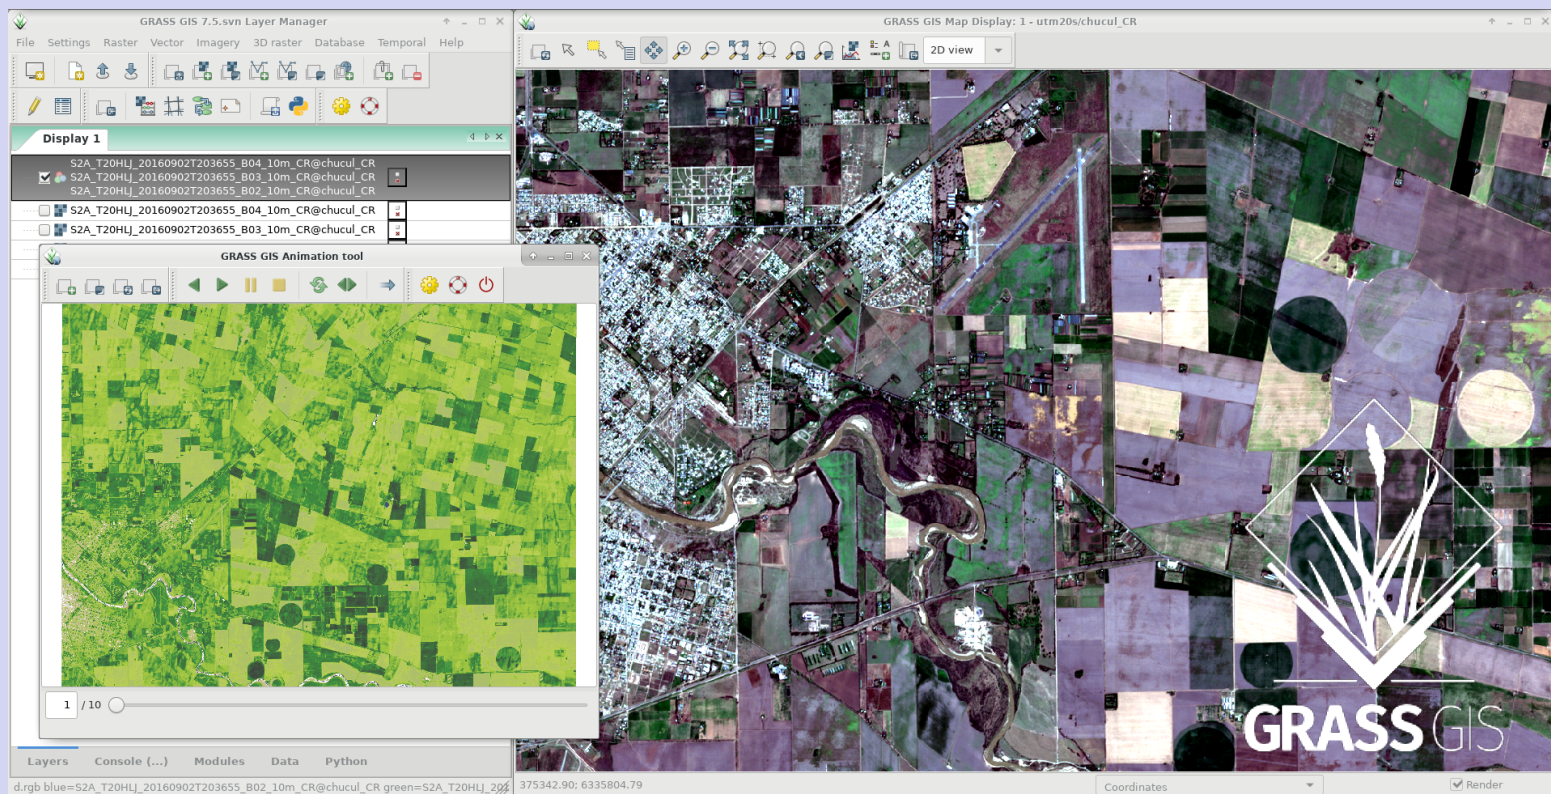 GRASS GIS 7.5.svn Layer Manager
File Settings Raster Vector Imagery 3D raster Database Temporal Help
Display 1
S2A_T20HLJ_20160902T203655_B04_10m_CR@chucul_CR
S2A_T20HLJ_20160902T203655_B03_10m_CR@chucul_CR
S2A_T20HLJ_20160902T203655_B02_10m_CR@chucul_CR
S2A_T20HLJ_20160902T203655_B04_10m_CR@chucul_CR
S2A_T20HLJ_20160902T203655_B03_10m_CR@chucul_CR
GRASS GIS Animation tool
1 / 10
Layers Console (...) Modules Data Python
d.rgb blue=S2A_T20HLJ_20160902T203655_B02_10m_CR@chucul_CR green=S2A_T20HLJ_201
GRASS GIS Map Display: 1 - utm20s/chucul_CR
2D view
GRASS GIS
375342.90; 6335804.79
Coordinates
Render